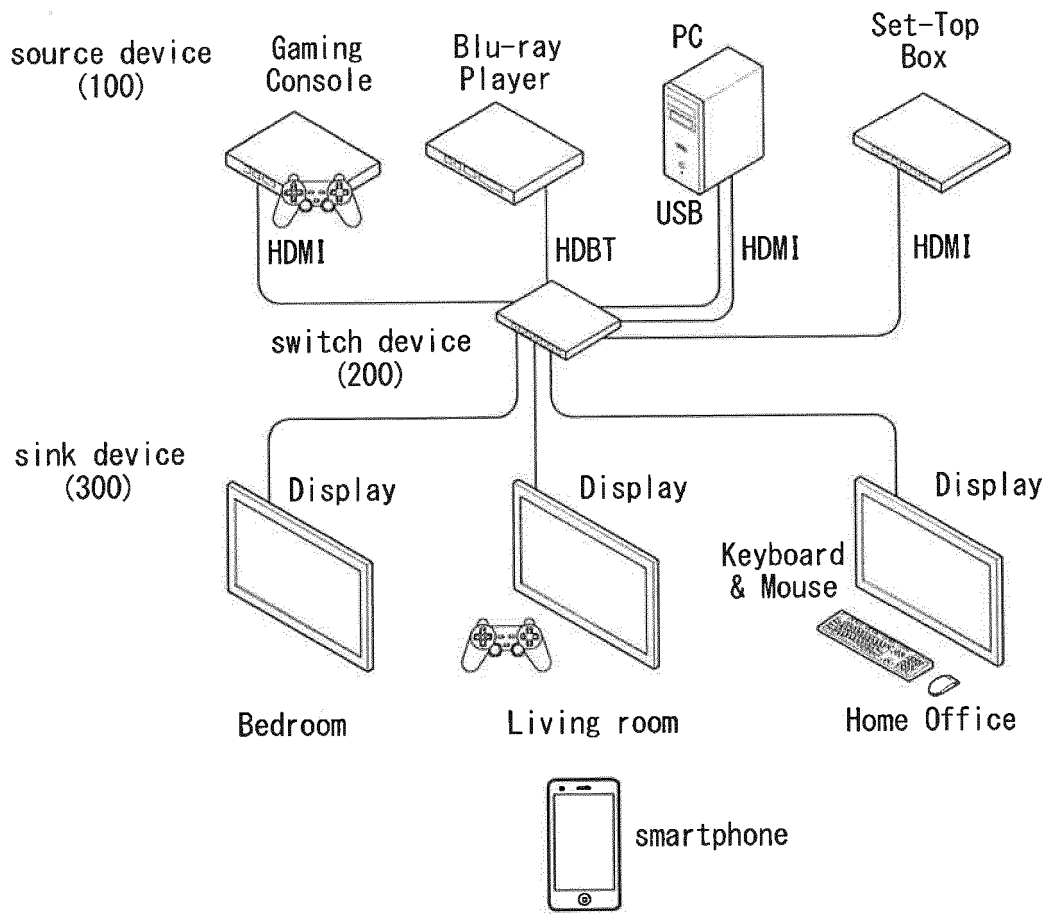 source device
(100)
Gaming
Console
Blu-ray
Player
PC
Set-Top
Box
USB
HDMI
HDBT
HDMI
HDMI
switch device
(200)
sink device
(300)
Display
Display
Display
Keyboard
& Mouse
Bedroom
Living room
Home Office
smartphone